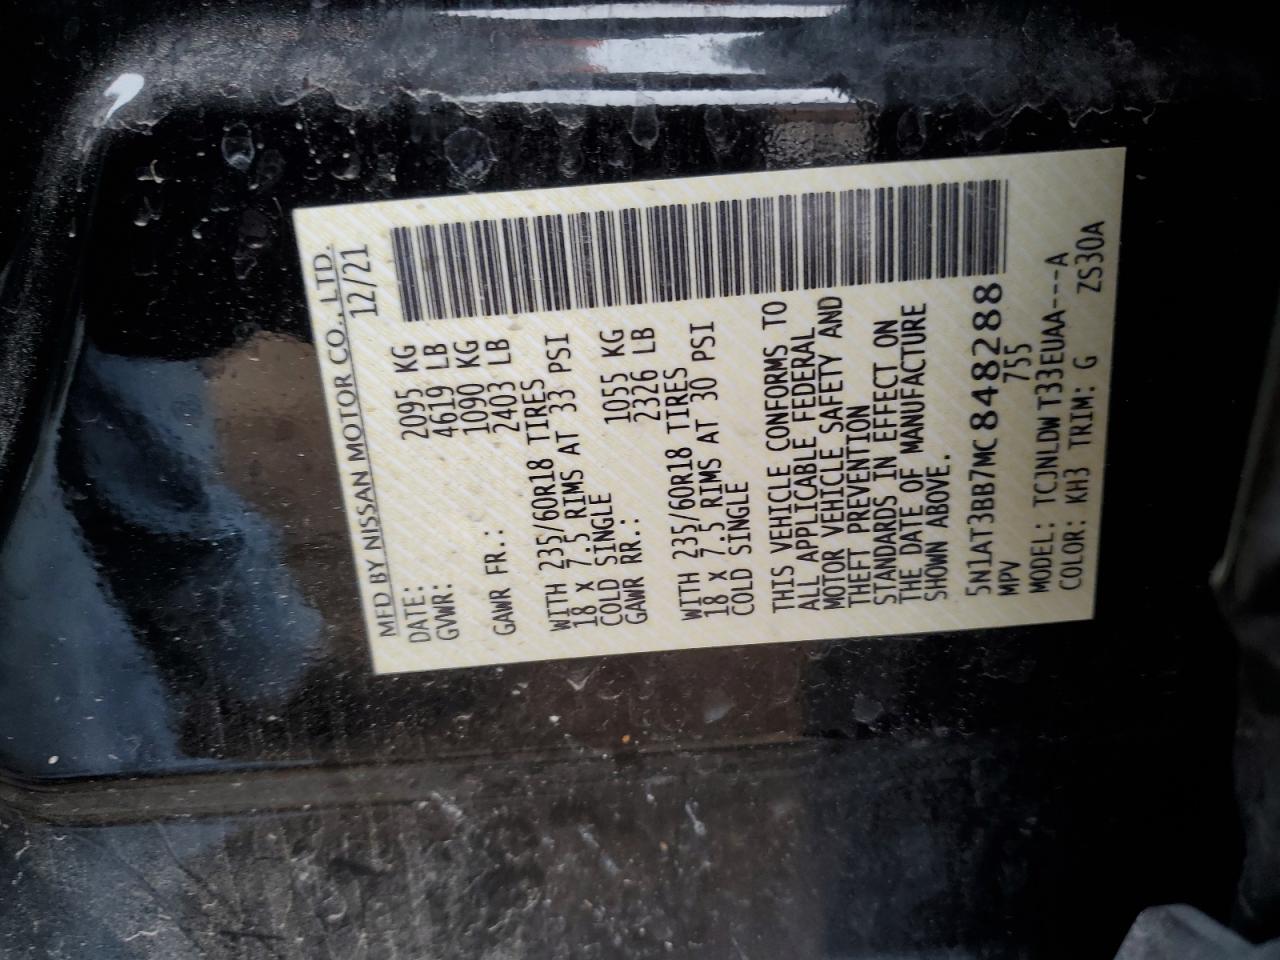 MFD BY NISSAN MOTOR CO., LTD.
DATE: 12/21
GVWR: 2095 KG
4619 LB
GAWR FR.: 1090 KG
2403 LB
WITH 235/60R18 TIRES
18 X 7.5 RIMS AT 33 PSI
COLD SINGLE
GAWR RR.: 1055 KG
2326 LB
WITH 235/60R18 TIRES
18 X 7.5 RIMS AT 30 PSI
COLD SINGLE
THIS VEHICLE CONFORMS TO
ALL APPLICABLE FEDERAL
MOTOR VEHICLE SAFETY AND
THEFT PREVENTION
STANDARDS IN EFFECT ON
THE DATE OF MANUFACTURE
SHOWN ABOVE.
5N1AT3BB7MC848288
MPV 755
MODEL: TCJNLDWT33EUAA---A
COLOR: KH3 TRIM: G ZS30A